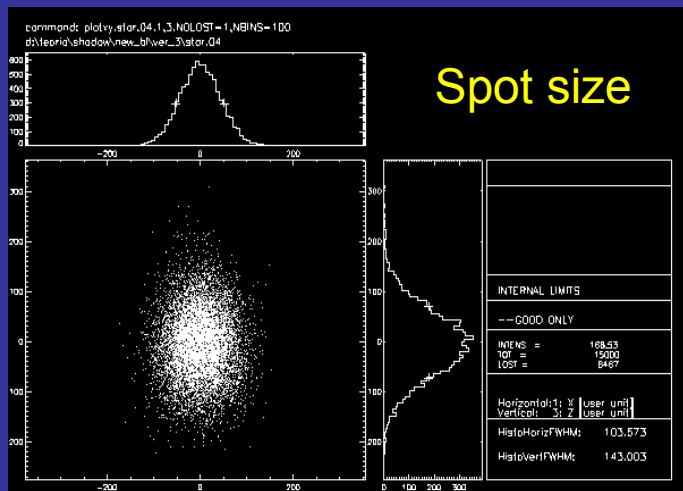 command: plotxy,star.04,1,3,NOLOST=1,NBINS=100
d:\teoria\shadow\new_bl\ver_3\star.04
Spot size
600
500
400
300
200
100
0
-200 0 200
300
200
100
0
100
200
-200 0 200
300
200
100
0
100
200
0 100 200 300
INTERNAL LIMITS
--GOOD ONLY
INTENS = 168.53
TOT = 15000
LOST = 6467
Horizontal:1: X [user unit]
Vertical: 3: Z [user unit]
HistoHorizFWHM: 103.573
HistoVertFWHM: 143.003